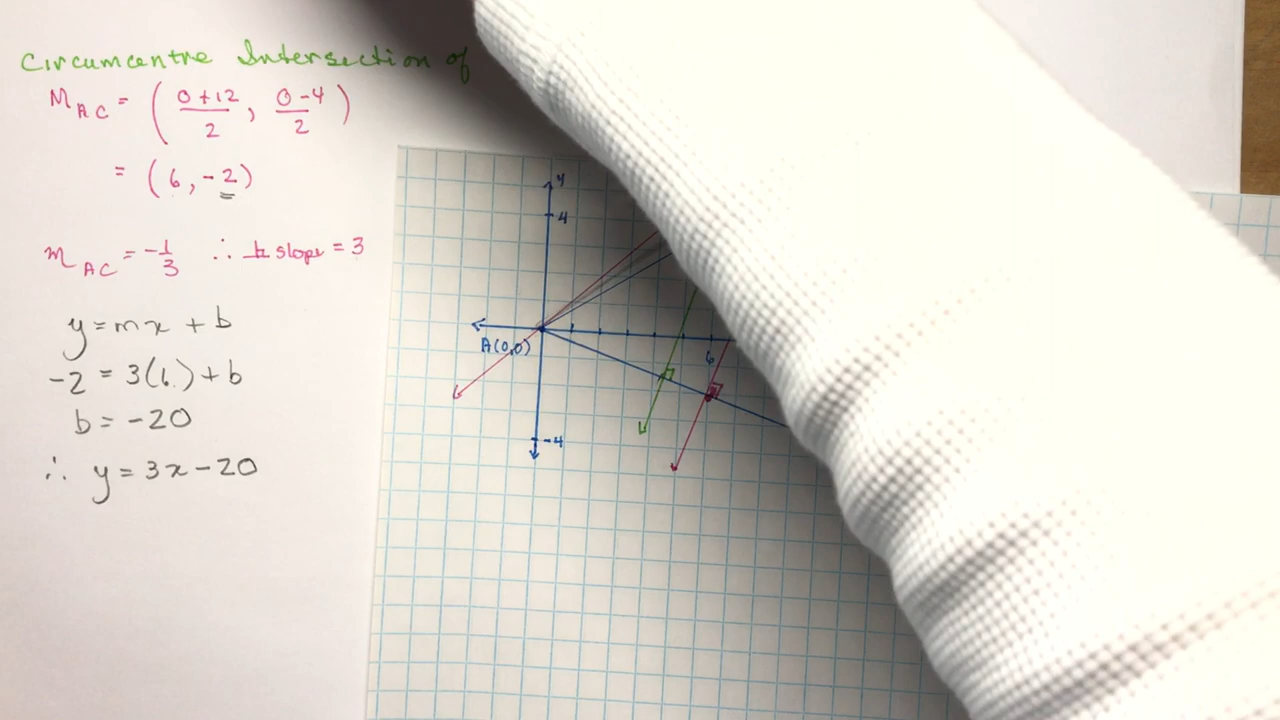 Circumcentre Intersection of
M_AC = ( (0+12)/2 , (0-4)/2 )
= (6, -2)
m_AC = -1/3 ∴ ⊥ slope = 3
y = mx + b
-2 = 3(6) + b
b = -20
∴ y = 3x - 20
y
4
A(0,0)
6
-4